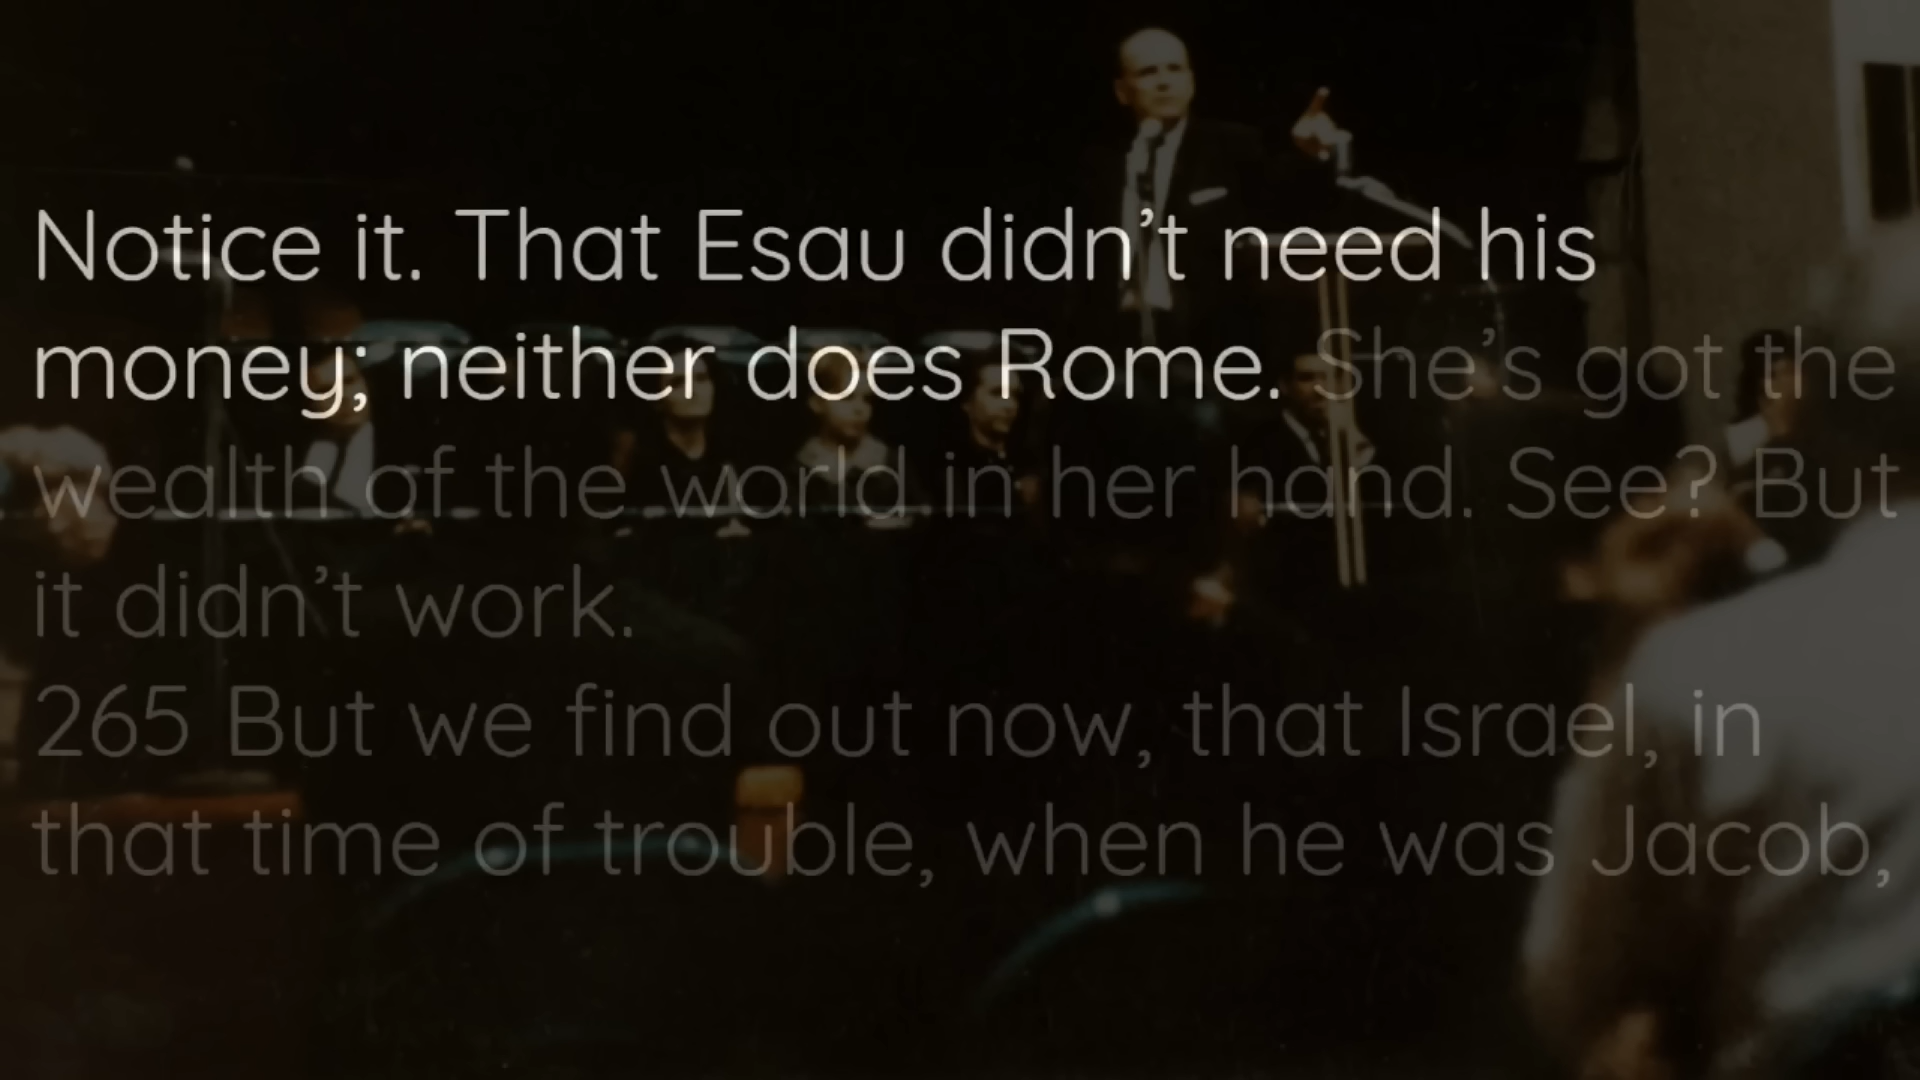 Notice it. That Esau didn’t need his
money; neither does Rome. She’s got the
wealth of the world in her hand. See? But
it didn’t work.
265 But we find out now, that Israel, in
that time of trouble, when he was Jacob,